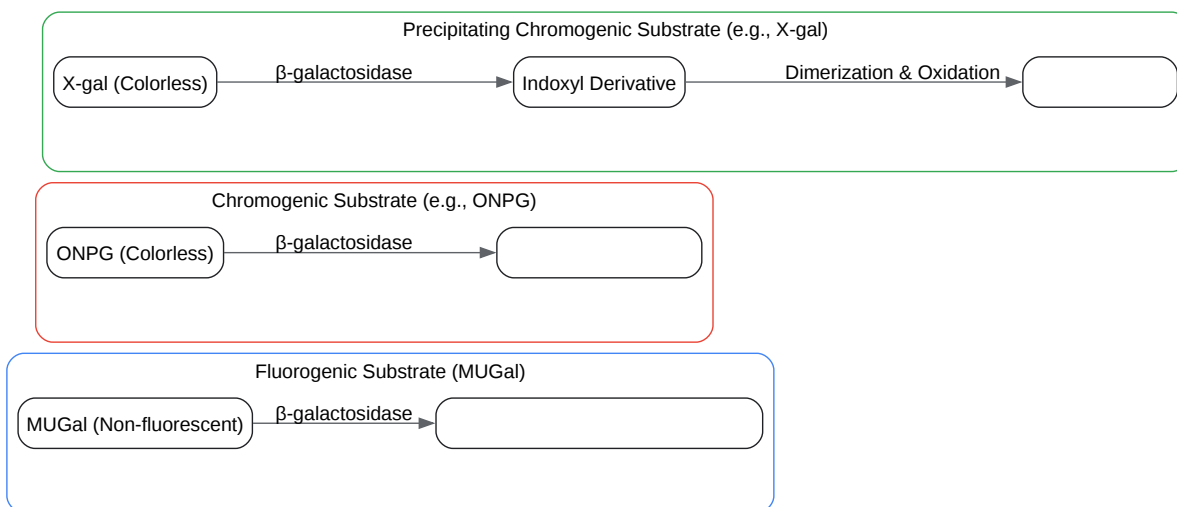 Precipitating Chromogenic Substrate (e.g., X-gal)
X-gal (Colorless)
β-galactosidase
Indoxyl Derivative
Dimerization & Oxidation
Chromogenic Substrate (e.g., ONPG)
ONPG (Colorless)
β-galactosidase
Fluorogenic Substrate (MUGal)
MUGal (Non-fluorescent)
β-galactosidase